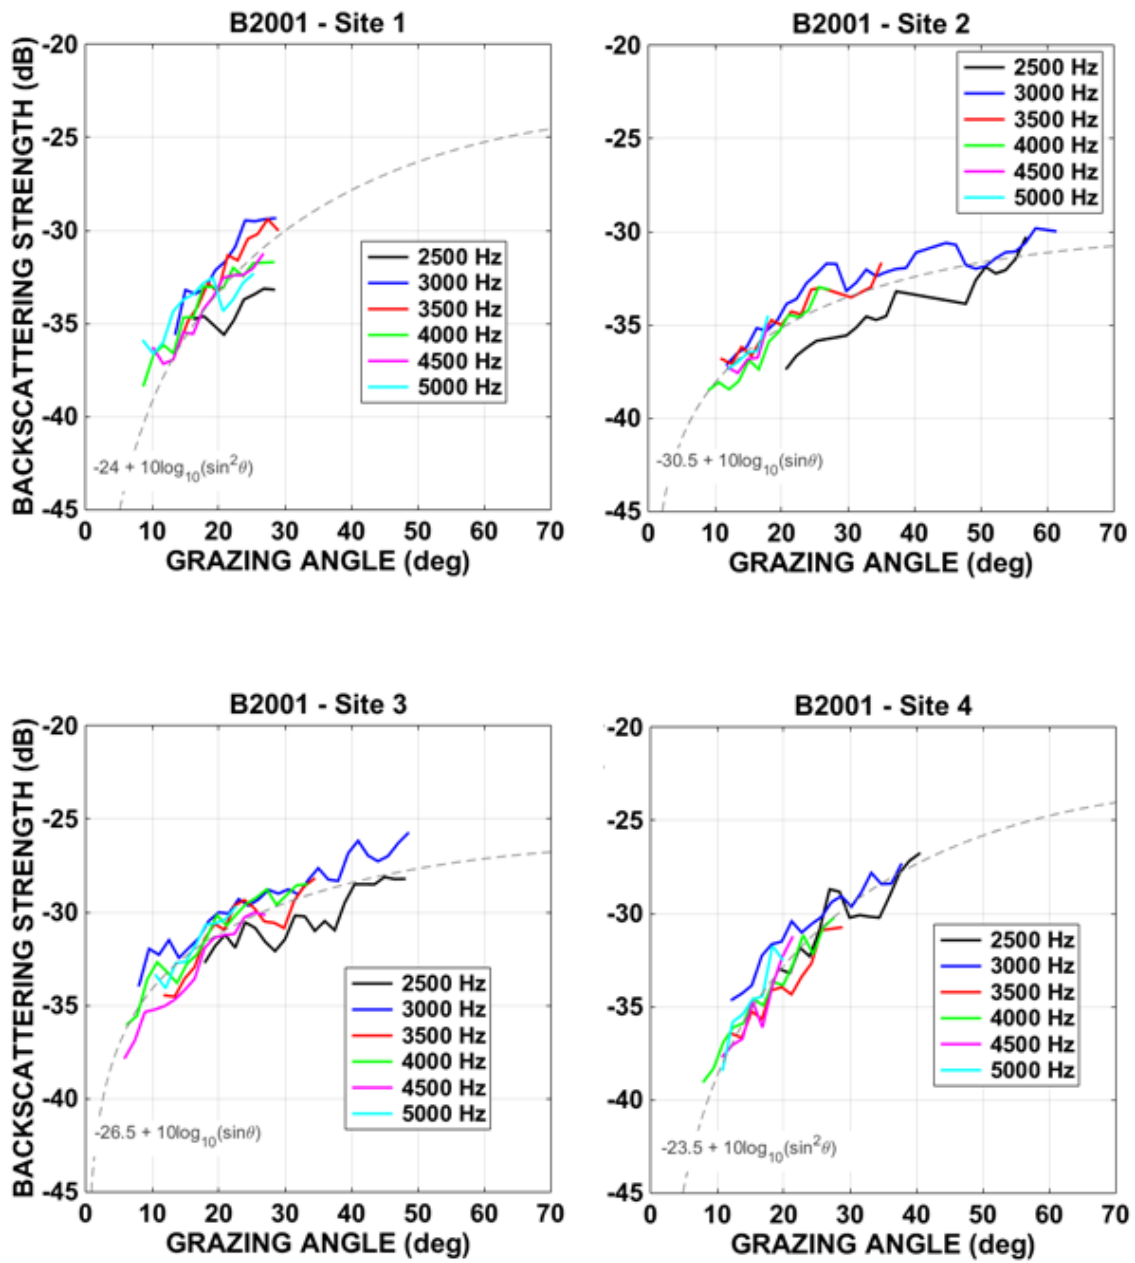 B2001 - Site 1
BACKSCATTERING STRENGTH (dB)
-20
-25
-30
-35
-40
-45
2500 Hz
3000 Hz
3500 Hz
4000 Hz
4500 Hz
5000 Hz
-24 + 10log10(sin2θ)
0 10 20 30 40 50 60 70
GRAZING ANGLE (deg)
B2001 - Site 2
-20
-25
-30
-35
-40
-45
2500 Hz
3000 Hz
3500 Hz
4000 Hz
4500 Hz
5000 Hz
-30.5 + 10log10(sinθ)
0 10 20 30 40 50 60 70
GRAZING ANGLE (deg)
B2001 - Site 3
BACKSCATTERING STRENGTH (dB)
-20
-25
-30
-35
-40
-45
2500 Hz
3000 Hz
3500 Hz
4000 Hz
4500 Hz
5000 Hz
-26.5 + 10log10(sinθ)
0 10 20 30 40 50 60 70
GRAZING ANGLE (deg)
B2001 - Site 4
-20
-25
-30
-35
-40
-45
2500 Hz
3000 Hz
3500 Hz
4000 Hz
4500 Hz
5000 Hz
-23.5 + 10log10(sin2θ)
0 10 20 30 40 50 60 70
GRAZING ANGLE (deg)